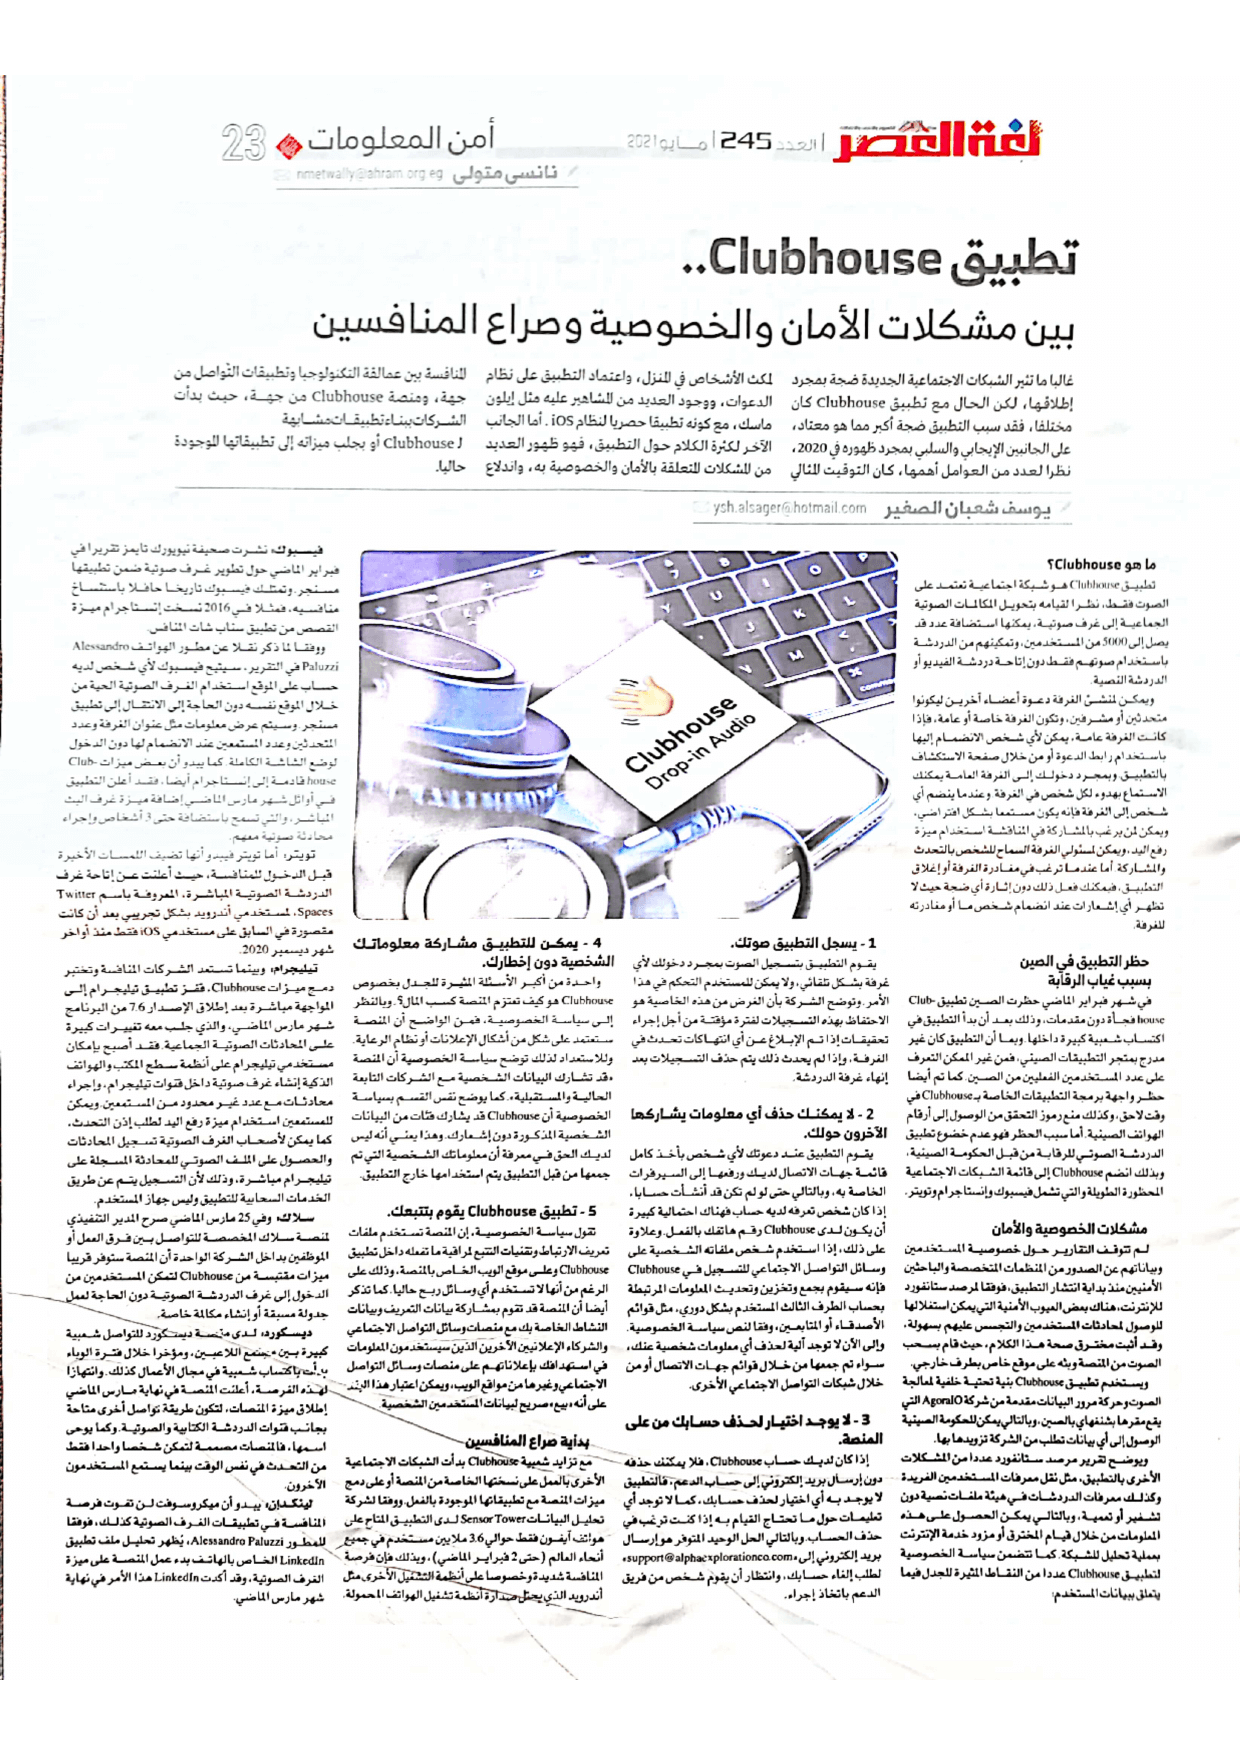 لغة العصر
العدد 245 | مايو 2021
أمن المعلومات
23
نانسى متولى nmetwally@ahram.org.eg
تطبيق Clubhouse..
بين مشكلات الأمان والخصوصية وصراع المنافسين
غالبا ما تثير الشبكات الاجتماعية الجديدة ضجة بمجرد
إطلاقها، لكن الحال مع تطبيق Clubhouse كان
مختلفا، فقد سبب التطبيق ضجة أكبر مما هو معتاد،
على الجانبين الإيجابي والسلبي بمجرد ظهوره في 2020،
نظرا لعدد من العوامل أهمها، كان التوقيت المثالي
لمكث الأشخاص في المنزل، واعتماد التطبيق على نظام
الدعوات، ووجود العديد من المشاهير عليه مثل إيلون
ماسك، مع كونه تطبيقا حصريا لنظام iOS. أما الجانب
الآخر لكثرة الكلام حول التطبيق، فهو ظهور العديد
من المشكلات المتعلقة بالأمان والخصوصية به، واندلاع
المنافسة بين عمالقة التكنولوجيا وتطبيقات التواصل من
جهة، ومنصة Clubhouse من جهة، حيث بدأت
الشركات ببناء تطبيقات مشابهة
لـ Clubhouse أو بجلب ميزاته إلى تطبيقاتها الموجودة
حاليا.
يوسف شعبان الصغير ysh.alsager@hotmail.com
ما هو Clubhouse؟
تطبيق Clubhouse هو شبكة اجتماعية تعتمد على
الصوت فقط، نظرا لقيامه بتحويل المكالمات الصوتية
الجماعية إلى غرف صوتية، يمكنها استضافة عدد قد
يصل إلى 5000 من المستخدمين، وتمكينهم من الدردشة
باستخدام صوتهم فقط دون إتاحة دردشة الفيديو أو
الدردشة النصية.
ويمكن لمنشئ الغرفة دعوة أعضاء آخرين ليكونوا
متحدثين أو مشرفين، وتكون الغرفة خاصة أو عامة، فإذا
كانت الغرفة عامة، يمكن لأي شخص الانضمام إليها
باستخدام رابط الدعوة أو من خلال صفحة الاستكشاف
بالتطبيق. وبمجرد دخولك إلى الغرفة العامة يمكنك
الاستماع بهدوء لكل شخص في الغرفة وعندما ينضم أي
شخص إلى الغرفة فإنه يكون مستمعا بشكل افتراضي،
ويمكن لمن يرغب بالمشاركة في المناقشة استخدام ميزة
رفع اليد، ويمكن لمسئولي الغرفة السماح للشخص بالتحدث
والمشاركة أما عندما ترغب في مغادرة الغرفة أو إغلاق
التطبيق، فيمكنك فعل ذلك دون إثارة أي ضجة حيث لا
تظهر أي إشعارات عند انضمام شخص ما أو مغادرته
للغرفة.
حظر التطبيق في الصين
بسبب غياب الرقابة
في شهر فبراير الماضي حظرت الصين تطبيق Club-
house فجأة دون مقدمات، وذلك بعد أن بدأ التطبيق في
اكتساب شعبية كبيرة داخلها. وبما أن التطبيق كان غير
مدرج بمتجر التطبيقات الصيني، فمن غير الممكن التعرف
على عدد المستخدمين الفعليين من الصين. كما تم أيضا
حظر واجهة برمجة التطبيقات الخاصة بـ Clubhouse في
وقت لاحق، وكذلك منع رموز التحقق من الوصول إلى أرقام
الهواتف الصينية. أما سبب الحظر فهو عدم خضوع تطبيق
الدردشة الصوتي للرقابة من قبل الحكومة الصينية،
وبذلك انضم Clubhouse إلى قائمة الشبكات الاجتماعية
المحظورة الطويلة والتي تشمل فيسبوك وإنستاجرام وتويتر.
مشكلات الخصوصية والأمان
لم تتوقف التقارير حول خصوصية المستخدمين
وبياناتهم عن الصدور من المنظمات المتخصصة والباحثين
الأمنيين منذ بداية انتشار التطبيق، فوفقا لمرصد ستانفورد
للإنترنت، هناك بعض العيوب الأمنية التي يمكن استغلالها
للوصول لمحادثات المستخدمين والتجسس عليهم بسهولة.
وقد أثبت مخترق صحة هذا الكلام، حيث قام بسحب
الصوت من المنصة وبثه على موقع خاص بطرف خارجي.
ويستخدم تطبيق Clubhouse بنية تحتية خلفية لمعالجة
الصوت وحركة مرور البيانات مقدمة من شركة AgoraIO التي
يقع مقرها بشنغهاي بالصين، وبالتالي يمكن للحكومة الصينية
الوصول إلى أي بيانات تطلب من الشركة تزويدها بها.
ويوضح تقرير مرصد ستانفورد عددا من المشكلات
الأخرى بالتطبيق، مثل نقل معرفات المستخدمين الفريدة
وكذلك معرفات الدردشات في هيئة ملفات نصية دون
تشفير أو تعمية، وبالتالي يمكن الحصول على هذه
المعلومات من خلال قيام المخترق أو مزود خدمة الإنترنت
بعملية تحليل للشبكة. كما تتضمن سياسة الخصوصية
لتطبيق Clubhouse عددا من النقاط المثيرة للجدل فيما
يتعلق ببيانات المستخدم:
Clubhouse
Drop-in Audio
1 - يسجل التطبيق صوتك.
يقوم التطبيق بتسجيل الصوت بمجرد دخولك لأي
غرفة بشكل تلقائي، ولا يمكن للمستخدم التحكم في هذا
الأمر. وتوضح الشركة بأن الغرض من هذه الخاصية هو
الاحتفاظ بهذه التسجيلات لفترة مؤقتة من أجل إجراء
تحقيقات إذا تم الإبلاغ عن أي انتهاكات تحدث في
الغرفة، وإذا لم يحدث ذلك يتم حذف التسجيلات بعد
إنهاء غرفة الدردشة.
2 - لا يمكنك حذف أي معلومات يشاركها
الآخرون حولك.
يقوم التطبيق عند دعوتك لأي شخص بأخذ كامل
قائمة جهات الاتصال لديك ورفعها إلى السيرفرات
الخاصة به، وبالتالي حتى لو لم تكن قد أنشأت حسابا،
إذا كان شخص تعرفه لديه حساب فهناك احتمالية كبيرة
أن يكون لدى Clubhouse رقم هاتفك بالفعل. وعلاوة
على ذلك، إذا استخدم شخص ملفاته الشخصية على
وسائل التواصل الاجتماعي للتسجيل في Clubhouse
فإنه سيقوم بجمع وتخزين وتحديث المعلومات المرتبطة
بحساب الطرف الثالث المستخدم بشكل دوري، مثل قوائم
الأصدقاء أو المتابعين، وفقا لنص سياسة الخصوصية.
وإلى الآن لا توجد آلية لحذف أي معلومات شخصية عنك،
سواء تم جمعها من خلال قوائم جهات الاتصال أو من
خلال شبكات التواصل الاجتماعي الأخرى.
3 - لا يوجد اختيار لحذف حسابك من على
المنصة.
إذا كان لديك حساب Clubhouse، فلا يمكنك حذفه
دون إرسال بريد إلكتروني إلى حساب الدعم، فالتطبيق
لا يوجد به أي اختيار لحذف حسابك، كما لا توجد أي
تعليمات حول ما تحتاج القيام به إذا كنت ترغب في
حذف الحساب. وبالتالي الحل الوحيد المتوفر هو إرسال
بريد إلكتروني إلى «support@alphaexplorationco.com»
لطلب إلغاء حسابك، وانتظار أن يقوم شخص من فريق
الدعم باتخاذ إجراء.
4 - يمكن للتطبيق مشاركة معلوماتك
الشخصية دون إخطارك.
واحدة من أكبر الأسئلة المثيرة للجدل بخصوص
Clubhouse هو كيف تعتزم المنصة كسب المال؟. وبالنظر
إلى سياسة الخصوصية، فمن الواضح أن المنصة
ستعتمد على شكل من أشكال الإعلانات أو نظام الرعاية.
وللاستعداد لذلك توضح سياسة الخصوصية أن المنصة
«قد تشارك البيانات الشخصية مع الشركات التابعة
الحالية والمستقبلية». كما يوضح نفس القسم بسياسة
الخصوصية أن Clubhouse قد يشارك فئات من البيانات
الشخصية المذكورة دون إشعارك. وهذا يعني أنه ليس
لديك الحق في معرفة أن معلوماتك الشخصية التي تم
جمعها من قبل التطبيق يتم استخدامها خارج التطبيق.
5 - تطبيق Clubhouse يقوم بتتبعك.
تقول سياسة الخصوصية، إن المنصة تستخدم ملفات
تعريف الارتباط وتقنيات التتبع لمراقبة ما تفعله داخل تطبيق
Clubhouse وعلى موقع الويب الخاص بالمنصة، وذلك على
الرغم من أنها لا تستخدم أي وسائل ربح حاليا. كما تذكر
أيضا أن المنصة قد تقوم بمشاركة بيانات التعريف وبيانات
النشاط الخاصة بك مع منصات وسائل التواصل الاجتماعي
والشركاء الإعلانيين الآخرين الذين سيستخدمون المعلومات
في استهدافك بإعلاناتهم على منصات وسائل التواصل
الاجتماعي وغيرها من مواقع الويب، ويمكن اعتبار هذا البند
على أنه «بيع» صريح لبيانات المستخدمين الشخصية.
بداية صراع المنافسين
مع تزايد شعبية Clubhouse بدأت الشبكات الاجتماعية
الأخرى بالعمل على نسختها الخاصة من المنصة أو على دمج
ميزات المنصة مع تطبيقاتها الموجودة بالفعل. ووفقا لشركة
تحليل البيانات Sensor Tower لدى التطبيق المتاح على
هواتف آيفون فقط حوالي 3.6 ملايين مستخدم في جميع
أنحاء العالم (حتى 2 فبراير الماضي)، وبذلك فإن فرصة
المنافسة شديدة وخصوصا على أنظمة التشغيل الأخرى مثل
أندرويد الذي يحتل صدارة أنظمة تشغيل الهواتف المحمولة.
فيسبوك: نشرت صحيفة نيويورك تايمز تقريرا في
فبراير الماضي حول تطوير غرف صوتية ضمن تطبيقها
مسنجر. وتمتلك فيسبوك تاريخا حافلا باستنساخ
منافسيه، فمثلا في 2016 نسخت إنستاجرام ميزة
القصص من تطبيق سناب شات المنافس.
ووفقا لما ذكر نقلا عن مطور الهواتف Alessandro
Paluzzi في التقرير، سيتيح فيسبوك لأي شخص لديه
حساب على الموقع استخدام الغرف الصوتية الحية من
خلال الموقع نفسه دون الحاجة إلى الانتقال إلى تطبيق
مسنجر. وسيتم عرض معلومات مثل عنوان الغرفة وعدد
المتحدثين وعدد المستمعين عند الانضمام لها دون الدخول
لوضع الشاشة الكاملة. كما يبدو أن بعض ميزات Club-
house قادمة إلى إنستاجرام أيضا، فقد أعلن التطبيق
في أوائل شهر مارس الماضي إضافة ميزة غرف البث
المباشر، والتي تسمح باستضافة حتى 3 أشخاص وإجراء
محادثة صوتية معهم.
تويتر: أما تويتر فيبدو أنها تضيف اللمسات الأخيرة
قبل الدخول للمنافسة، حيث أعلنت عن إتاحة غرف
الدردشة الصوتية المباشرة، المعروفة باسم Twitter
Spaces، لمستخدمي أندرويد بشكل تجريبي بعد أن كانت
مقصورة في السابق على مستخدمي iOS فقط منذ أواخر
شهر ديسمبر 2020.
تيليجرام: وبينما تستعد الشركات المنافسة وتختبر
دمج ميزات Clubhouse، قفز تطبيق تيليجرام إلى
المواجهة مباشرة بعد إطلاق الإصدار 7.6 من البرنامج
شهر مارس الماضي، والذي جلب معه تغييرات كبيرة
على المحادثات الصوتية الجماعية. فقد أصبح بإمكان
مستخدمي تيليجرام على أنظمة سطح المكتب والهواتف
الذكية إنشاء غرف صوتية داخل قنوات تيليجرام، وإجراء
محادثات مع عدد غير محدود من المستمعين. ويمكن
للمستمعين استخدام ميزة رفع اليد لطلب إذن التحدث،
كما يمكن لأصحاب الغرف الصوتية تسجيل المحادثات
والحصول على الملف الصوتي للمحادثة المسجلة على
تيليجرام مباشرة، وذلك لأن التسجيل يتم عن طريق
الخدمات السحابية للتطبيق وليس جهاز المستخدم.
سلاك: وفي 25 مارس الماضي صرح المدير التنفيذي
لمنصة سلاك المخصصة للتواصل بين فرق العمل أو
الموظفين بداخل الشركة الواحدة أن المنصة ستوفر قريبا
ميزات مقتبسة من Clubhouse لتمكن المستخدمين من
الدخول إلى غرف الدردشة الصوتية دون الحاجة لعمل
جدولة مسبقة أو إنشاء مكالمة خاصة.
ديسكورد: لدى منصة ديسكورد للتواصل شعبية
كبيرة بين مجتمع اللاعبين، ومؤخرا خلال فترة الوباء
بدأت باكتساب شعبية في مجال الأعمال كذلك. وانتهازا
لهذه الفرصة، أعلنت المنصة في نهاية مارس الماضي
إطلاق ميزة المنصات، لتكون طريقة تواصل أخرى متاحة
بجانب قنوات الدردشة الكتابية والصوتية. وكما يوحى
اسمها، فالمنصات مصممة لتمكن شخصا واحدا فقط
من التحدث في نفس الوقت بينما يستمع المستخدمون
الآخرون.
لينكدإن: يبدو أن ميكروسوفت لن تفوت فرصة
المنافسة في تطبيقات الغرف الصوتية كذلك، فوفقا
للمطور Alessandro Paluzzi، يُظهر تحليل ملف تطبيق
LinkedIn الخاص بالهاتف بدء عمل المنصة على ميزة
الغرف الصوتية، وقد أكدت LinkedIn هذا الأمر في نهاية
شهر مارس الماضي.